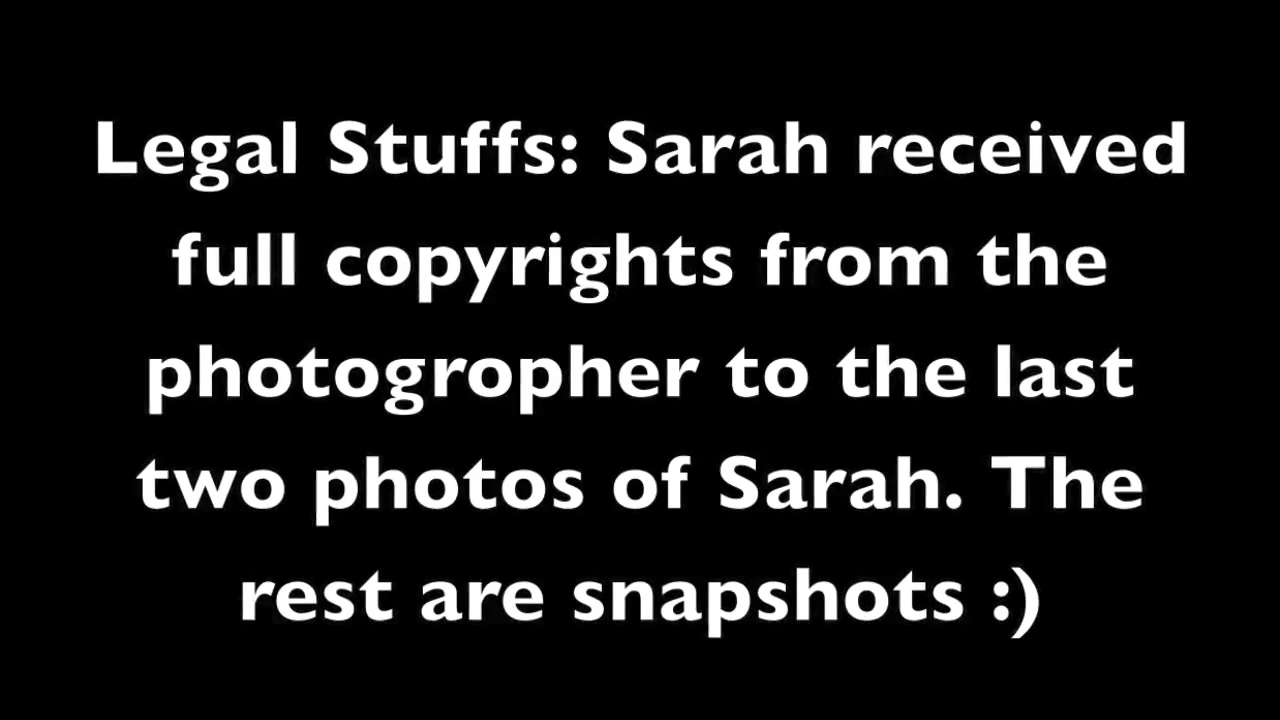 Legal Stuffs: Sarah received
full copyrights from the
photogropher to the last
two photos of Sarah. The
rest are snapshots :)